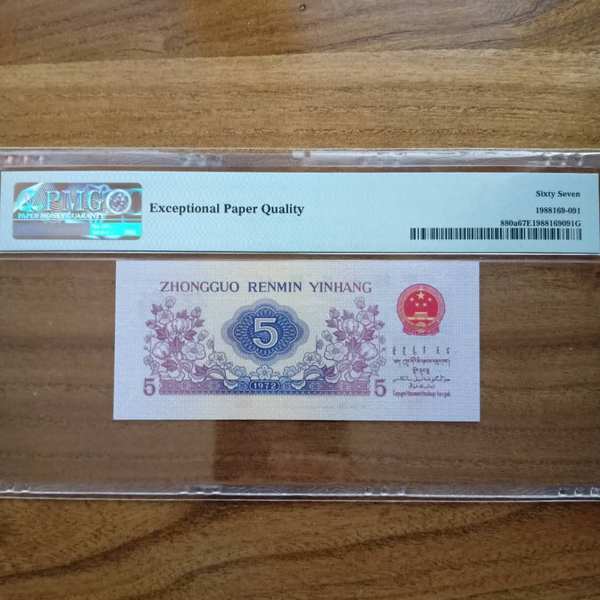 PMG
PAPER MONEY GUARANTY
Exceptional Paper Quality
Sixty Seven
1988169-091
880a67E1988169091G
ZHONGGUO RENMIN YINHANG
5
5
1972
5